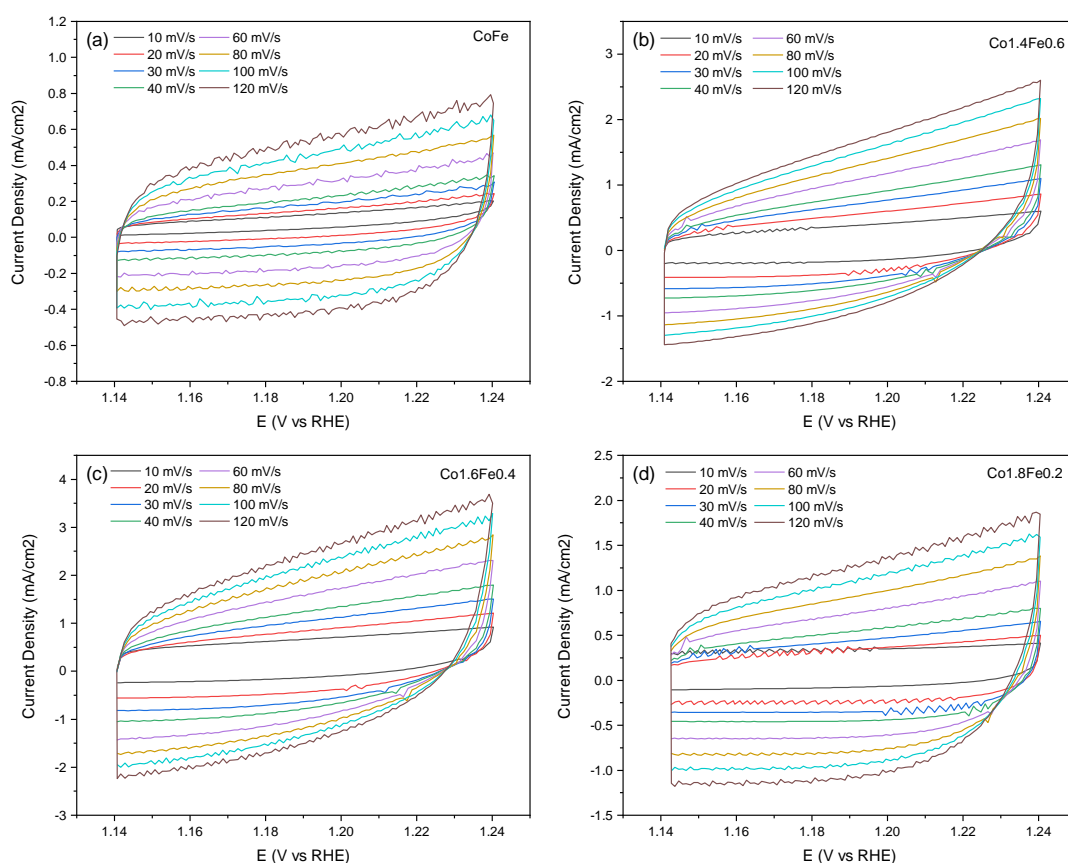 (a)
CoFe
10 mV/s 60 mV/s
20 mV/s 80 mV/s
30 mV/s 100 mV/s
40 mV/s 120 mV/s
1.2
1.0
0.8
0.6
0.4
0.2
0.0
-0.2
-0.4
-0.6
-0.8
Current Density (mA/cm2)
1.14 1.16 1.18 1.20 1.22 1.24
E (V vs RHE)
(b)
Co1.4Fe0.6
10 mV/s 60 mV/s
20 mV/s 80 mV/s
30 mV/s 100 mV/s
40 mV/s 120 mV/s
3
2
1
0
-1
-2
Current Density (mA/cm2)
1.14 1.16 1.18 1.20 1.22 1.24
E (V vs RHE)
(c)
Co1.6Fe0.4
10 mV/s 60 mV/s
20 mV/s 80 mV/s
30 mV/s 100 mV/s
40 mV/s 120 mV/s
4
3
2
1
0
-1
-2
-3
Current Density (mA/cm2)
1.14 1.16 1.18 1.20 1.22 1.24
E (V vs RHE)
(d)
Co1.8Fe0.2
10 mV/s 60 mV/s
20 mV/s 80 mV/s
30 mV/s 100 mV/s
40 mV/s 120 mV/s
2.5
2.0
1.5
1.0
0.5
0.0
-0.5
-1.0
-1.5
Current Density (mA/cm2)
1.14 1.16 1.18 1.20 1.22 1.24
E (V vs RHE)